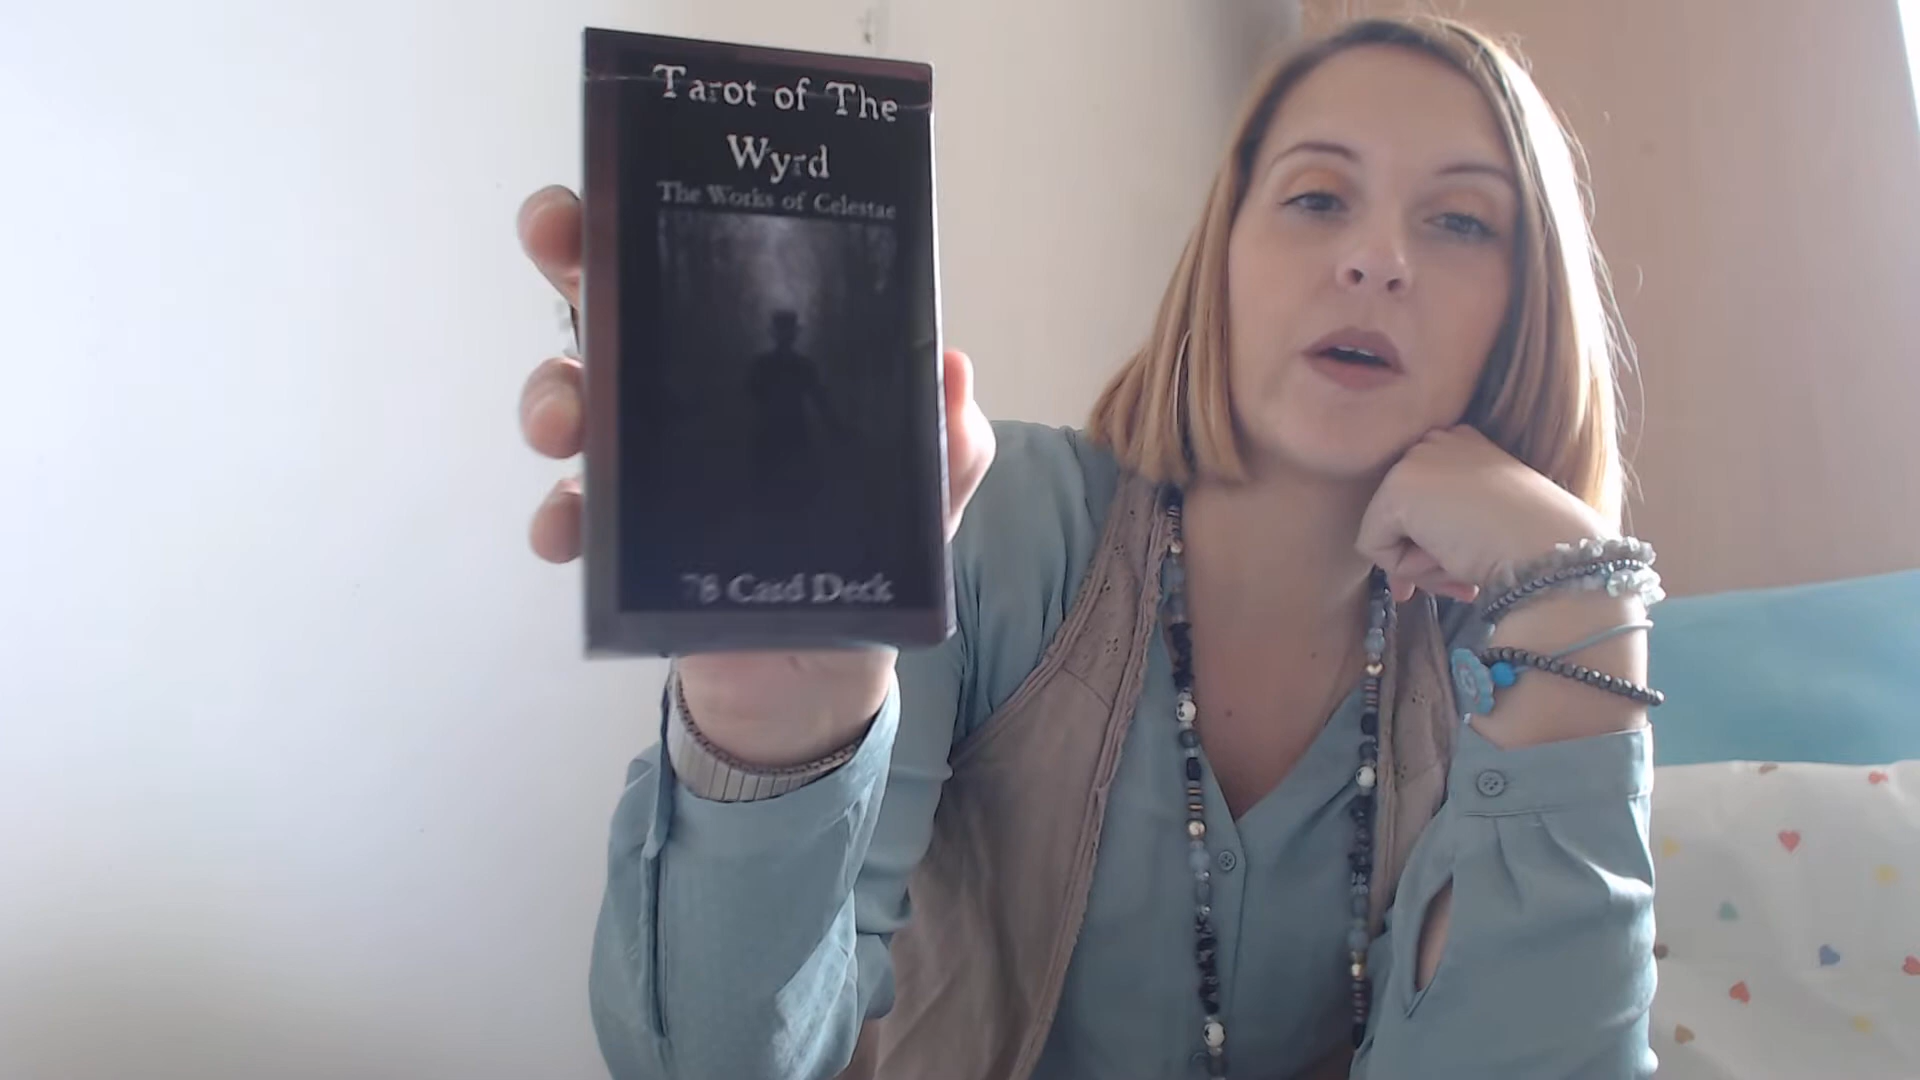 Tarot of The
Wyrd
The Works of Celestae
78 Card Deck